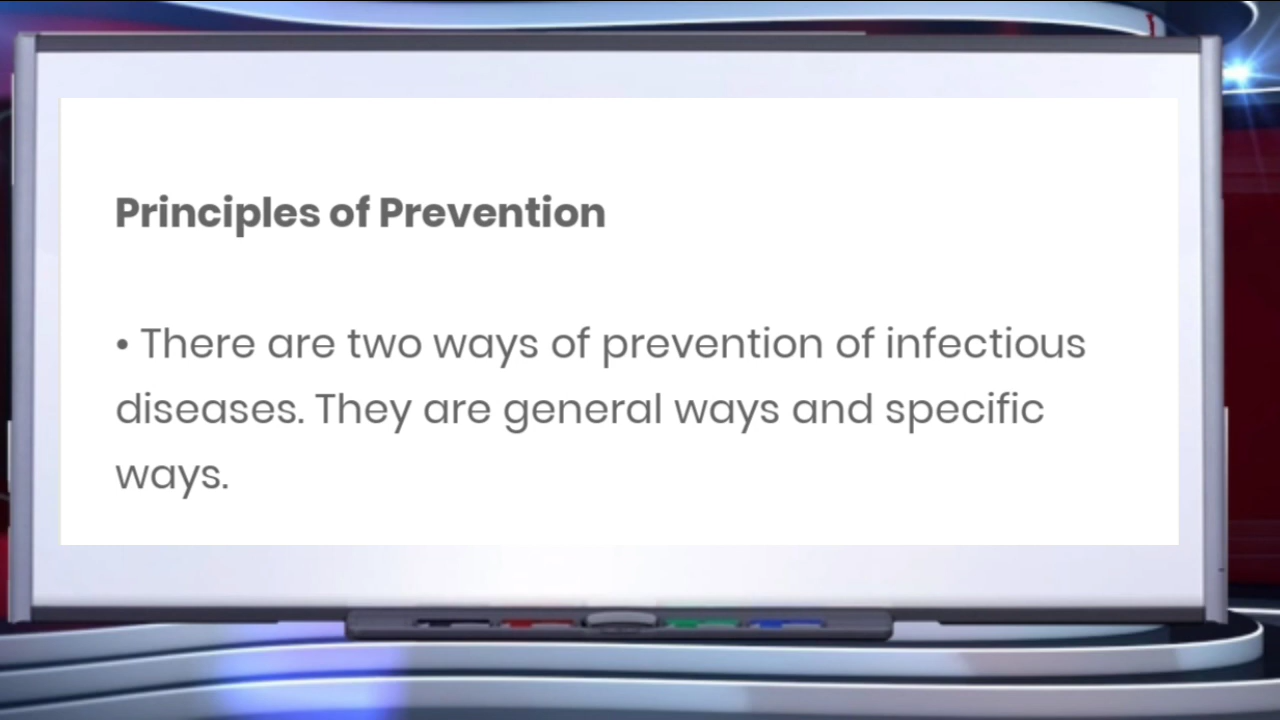 Principles of Prevention
• There are two ways of prevention of infectious
diseases. They are general ways and specific
ways.